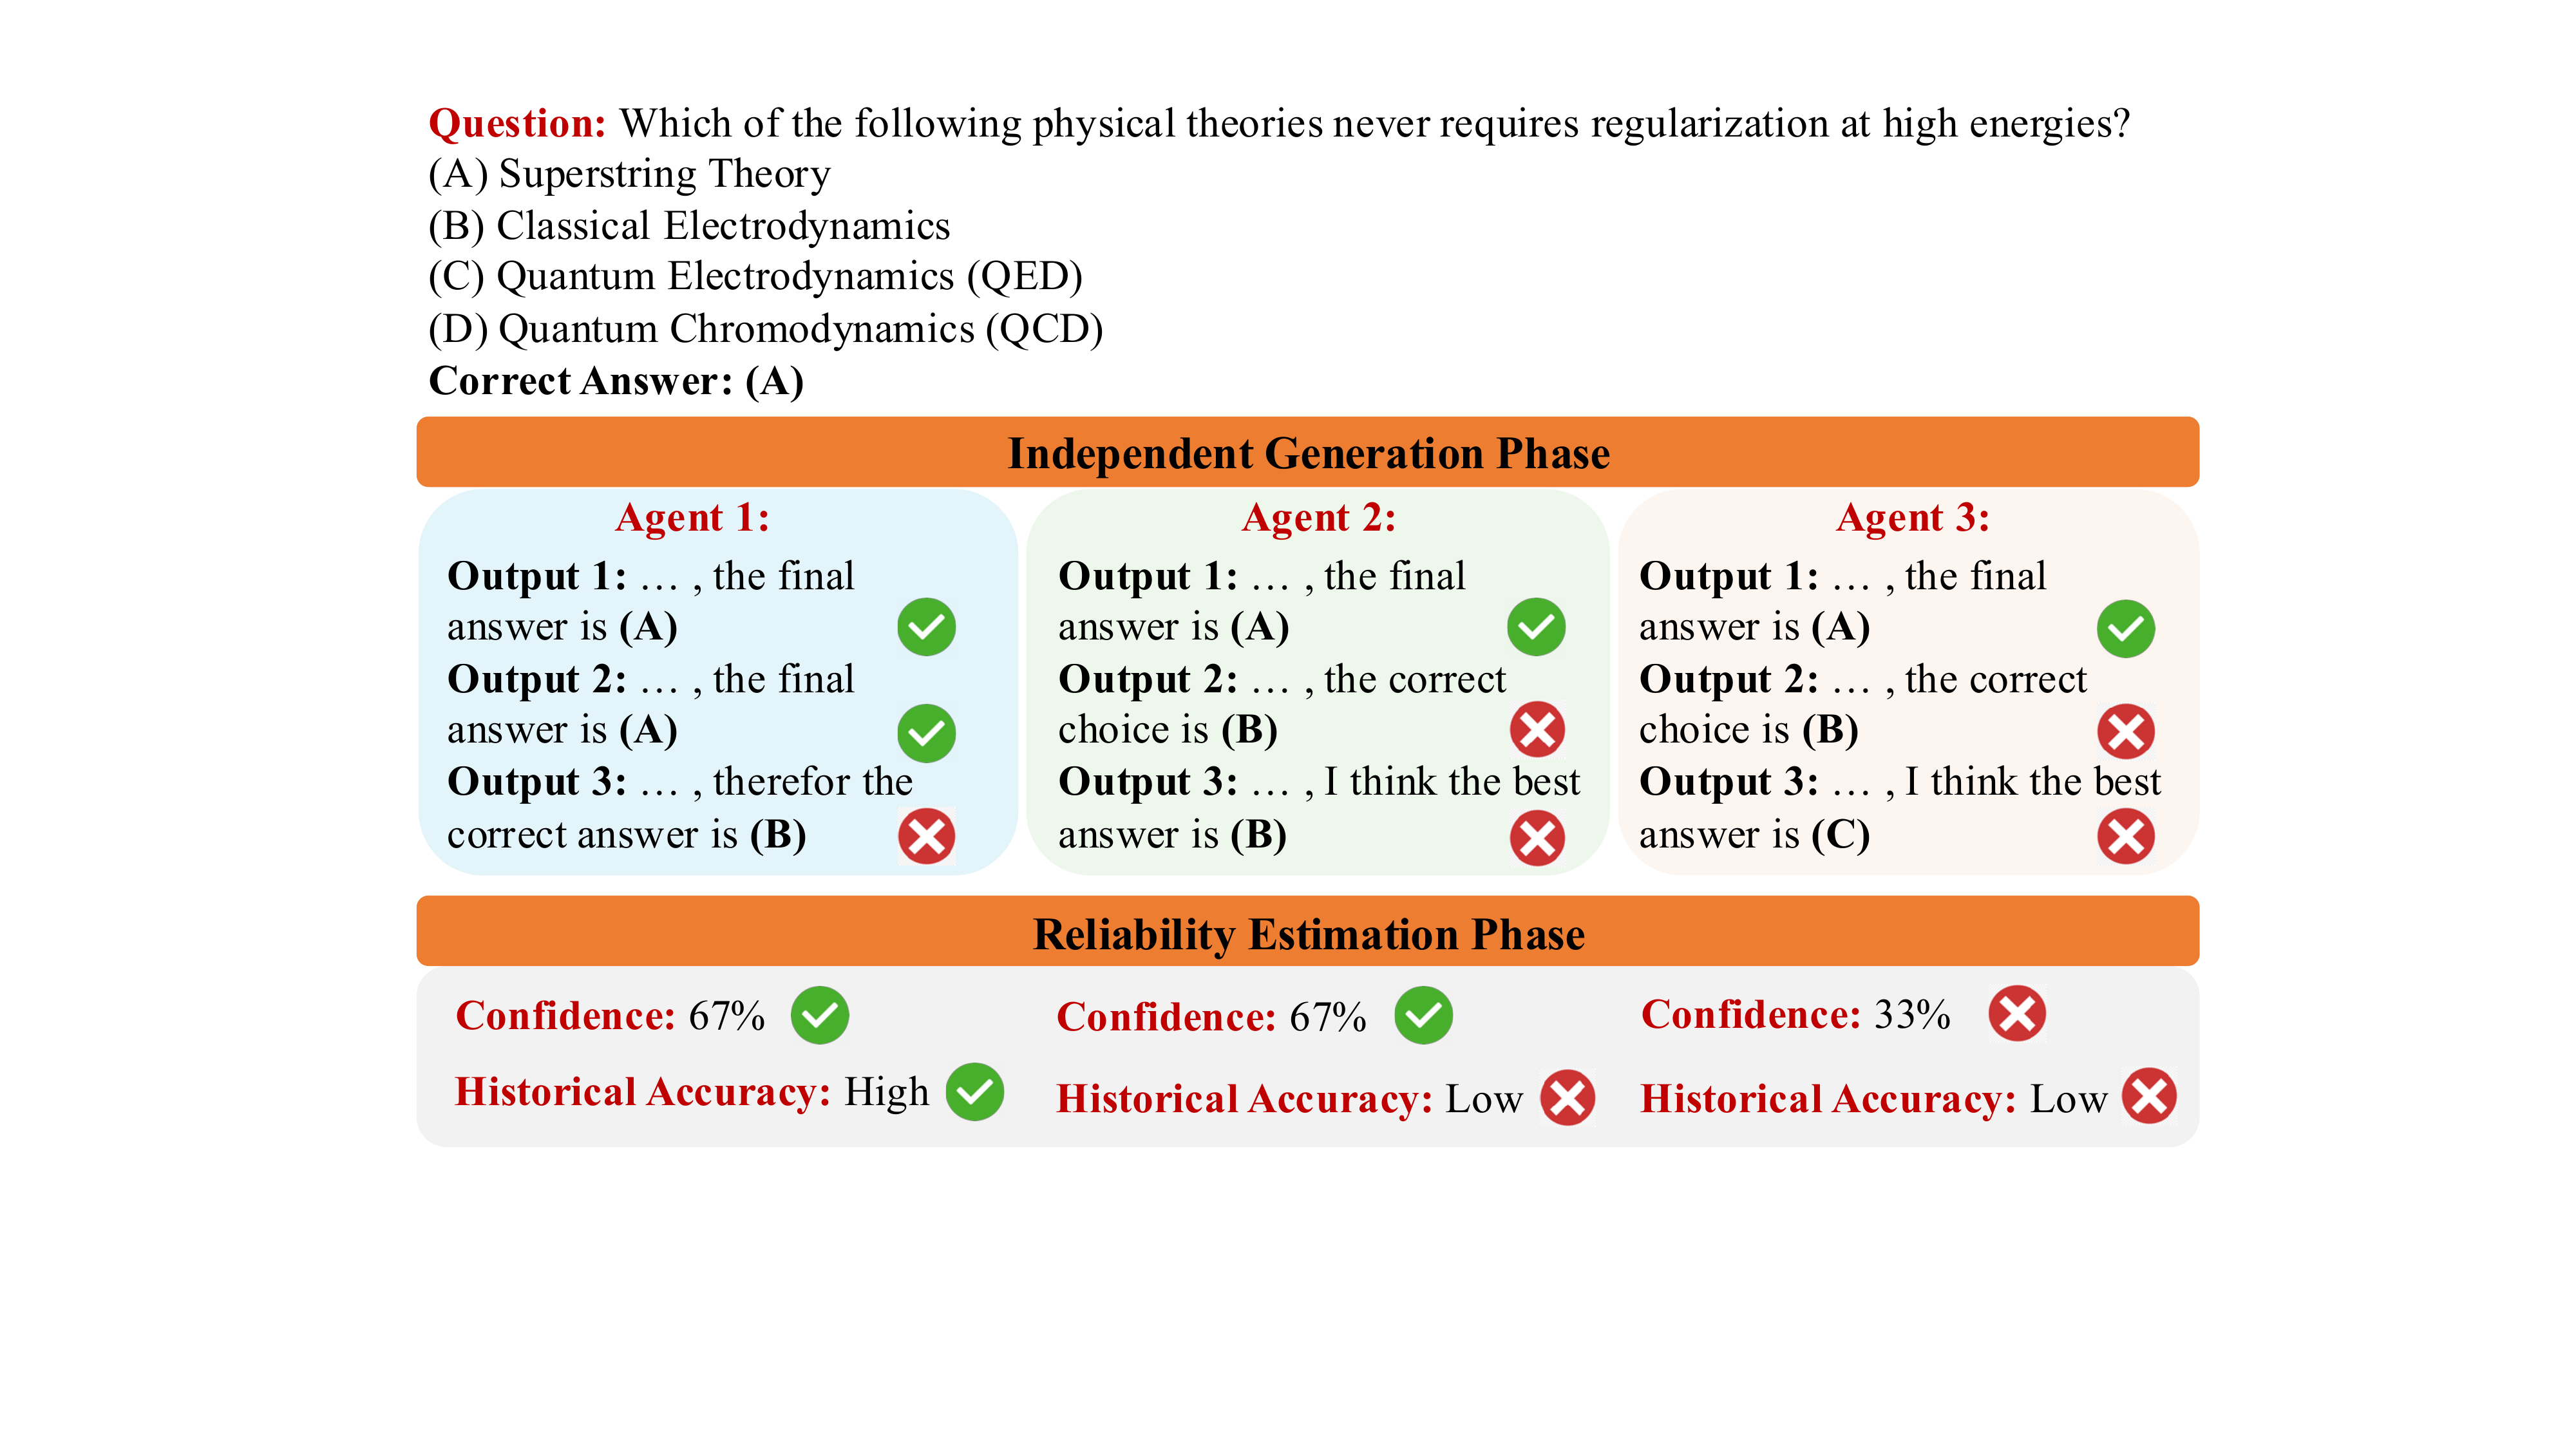 Question: Which of the following physical theories never requires regularization at high energies?
(A) Superstring Theory
(B) Classical Electrodynamics
(C) Quantum Electrodynamics (QED)
(D) Quantum Chromodynamics (QCD)
Correct Answer: (A)
Independent Generation Phase
Agent 1:
Output 1: … , the final
answer is (A)
Output 2: … , the final
answer is (A)
Output 3: … , therefor the
correct answer is (B)
Agent 2:
Output 1: … , the final
answer is (A)
Output 2: … , the correct
choice is (B)
Output 3: … , I think the best
answer is (B)
Agent 3:
Output 1: … , the final
answer is (A)
Output 2: … , the correct
choice is (B)
Output 3: … , I think the best
answer is (C)
Reliability Estimation Phase
Confidence: 67%
Historical Accuracy: High
Confidence: 67%
Historical Accuracy: Low
Confidence: 33%
Historical Accuracy: Low